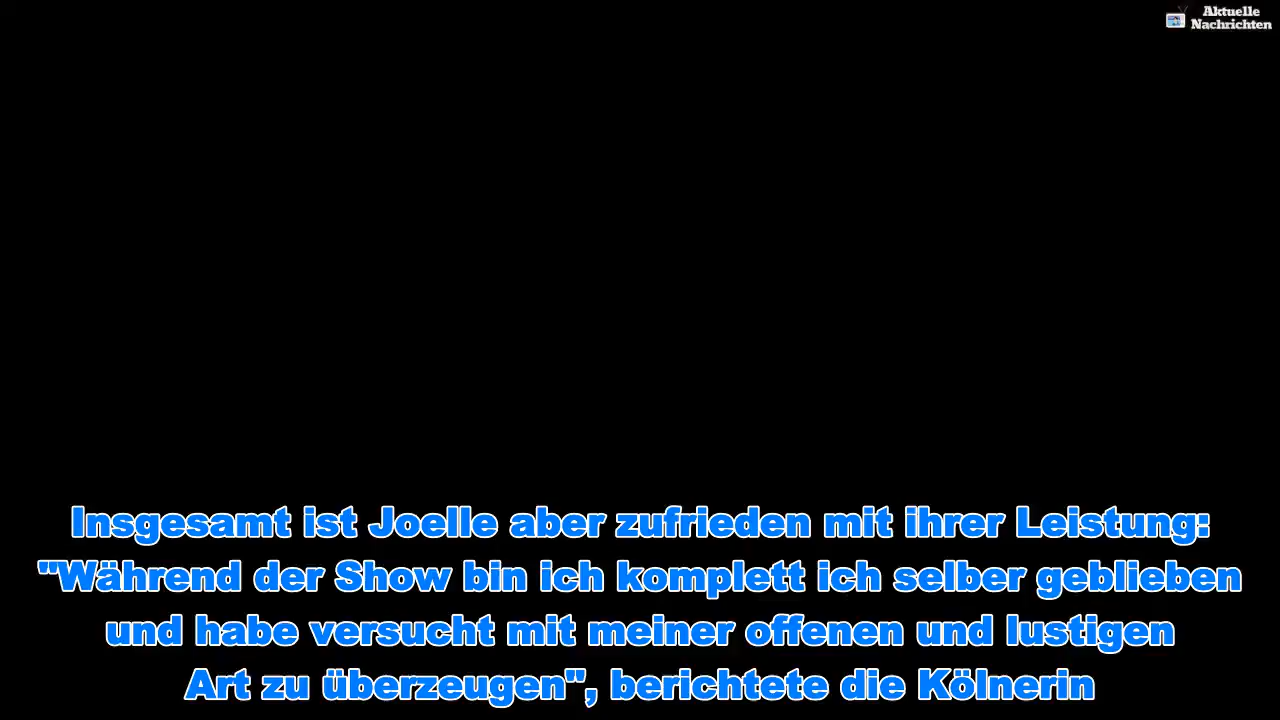 Aktuelle
Nachrichten
Insgesamt ist Joelle aber zufrieden mit ihrer Leistung:
"Während der Show bin ich komplett ich selber geblieben
und habe versucht mit meiner offenen und lustigen
Art zu überzeugen", berichtete die Kölnerin